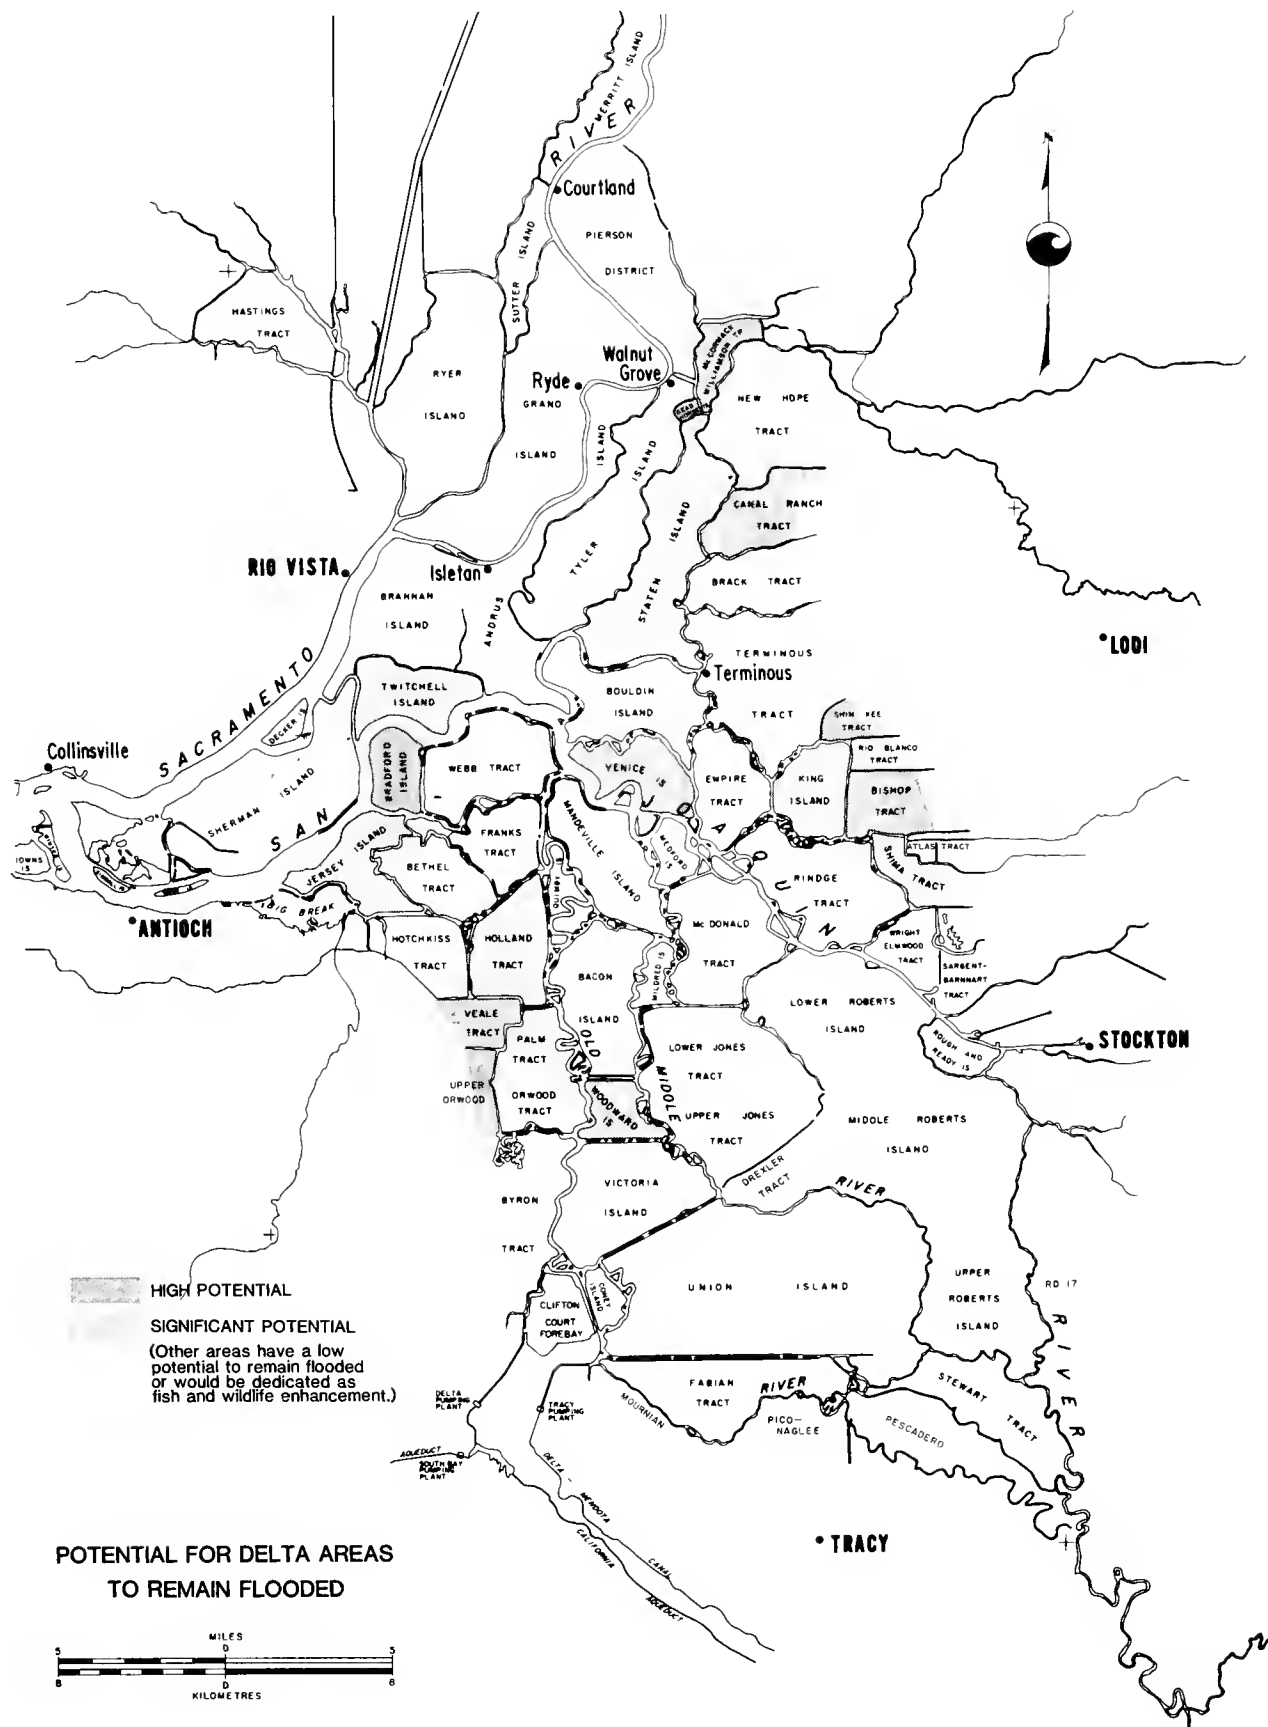 MERRITT ISLAND
RIVER
Courtland
PIERSON
DISTRICT
SUTTER ISLAND
HASTINGS
TRACT
RYER
ISLAND
Walnut
Grove
McCORMACK
WILLIAMSON TR
Ryde
GRAND
ISLAND
NEW HOPE
TRACT
ISLAND
TYLER ISLAND
CANAL RANCH
TRACT
STATEN ISLAND
BRACK TRACT
RIO VISTA
Isletan
BRANNAN
ISLAND
ANDRUS
LODI
TERMINOUS
Terminous
TRACT
TWITCHELL
ISLAND
BOULDIN
ISLAND
SACRAMENTO
DECKER IS
Collinsville
SHIN KEE
TRACT
RIO BLANCO
TRACT
BRADFORD
ISLAND
WEBB TRACT
VENICE IS
EMPIRE
TRACT
KING
ISLAND
BISHOP
TRACT
SHERMAN ISLAND
SAN
JOAQUIN
MANDEVILLE
ISLAND
FRANKS
TRACT
MEDFORD
IS
ATLAS TRACT
SHIMA TRACT
JERSEY ISLAND
BETHEL
TRACT
QUIMBY
RINDGE
TRACT
BIG BREAK
ANTIOCH
HOTCHKISS
TRACT
HOLLAND
TRACT
McDONALD
TRACT
WRIGHT
ELMWOOD
TRACT
SARGENT-
BARNHART
TRACT
BACON
ISLAND
MILDRED IS
LOWER ROBERTS
ISLAND
VEALE
TRACT
PALM
TRACT
OLD
LOWER JONES
TRACT
ROUGH AND
READY IS
STOCKTON
UPPER
ORWOOD
ORWOOD
TRACT
WOODWARD
IS
MIDDLE
UPPER JONES
TRACT
MIDDLE ROBERTS
ISLAND
DREXLER
TRACT
RIVER
VICTORIA
ISLAND
BYRON
TRACT
UNION ISLAND
UPPER
ROBERTS
ISLAND
RD 17
RIVER
CONEY
ISLAND
CLIFTON
COURT
FOREBAY
HIGH POTENTIAL
SIGNIFICANT POTENTIAL
(Other areas have a low
potential to remain flooded
or would be dedicated as
fish and wildlife enhancement.)
DELTA
PUMPING
PLANT
TRACY
PUMPING
PLANT
FABIAN
TRACT
RIVER
STEWART TRACT
MOURNIAN
PICO-
NAGLEE
PESCADERO
AQUEDUCT
SOUTH BAY
PUMPING
PLANT
DELTA - MENDOTA CANAL
CALIFORNIA AQUEDUCT
TRACY
POTENTIAL FOR DELTA AREAS
TO REMAIN FLOODED
MILES
5 0 5
8 0 8
KILOMETRES